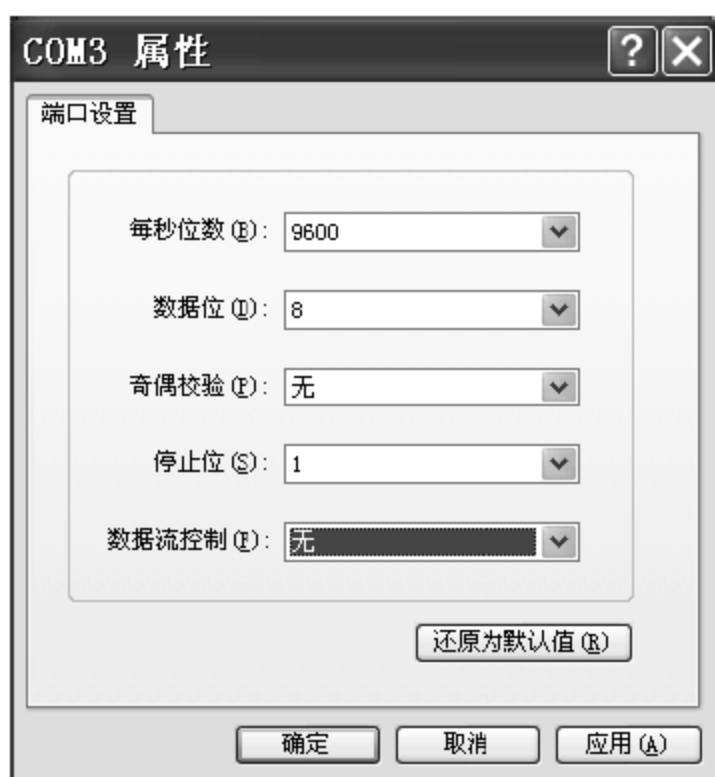 COM3 属性
端口设置
每秒位数(B): 9600
数据位(D): 8
奇偶校验(P): 无
停止位(S): 1
数据流控制(F): 无
还原为默认值(R)
确定 取消 应用(A)